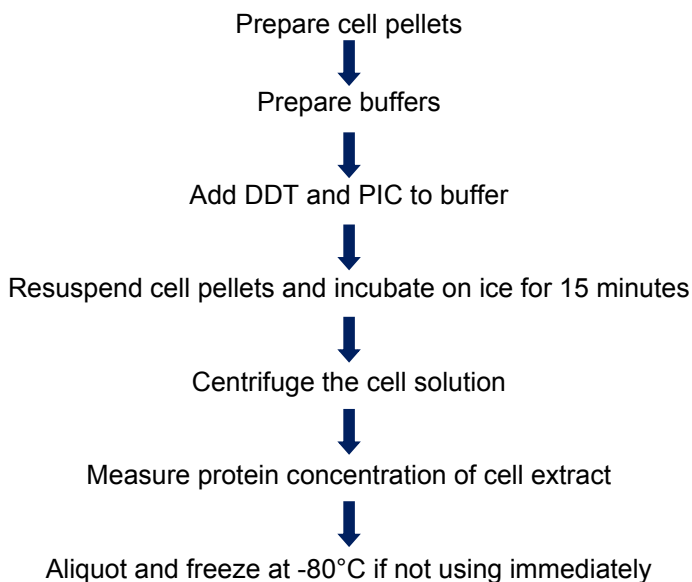 Prepare cell pellets
Prepare buffers
Add DDT and PIC to buffer
Resuspend cell pellets and incubate on ice for 15 minutes
Centrifuge the cell solution
Measure protein concentration of cell extract
Aliquot and freeze at -80°C if not using immediately